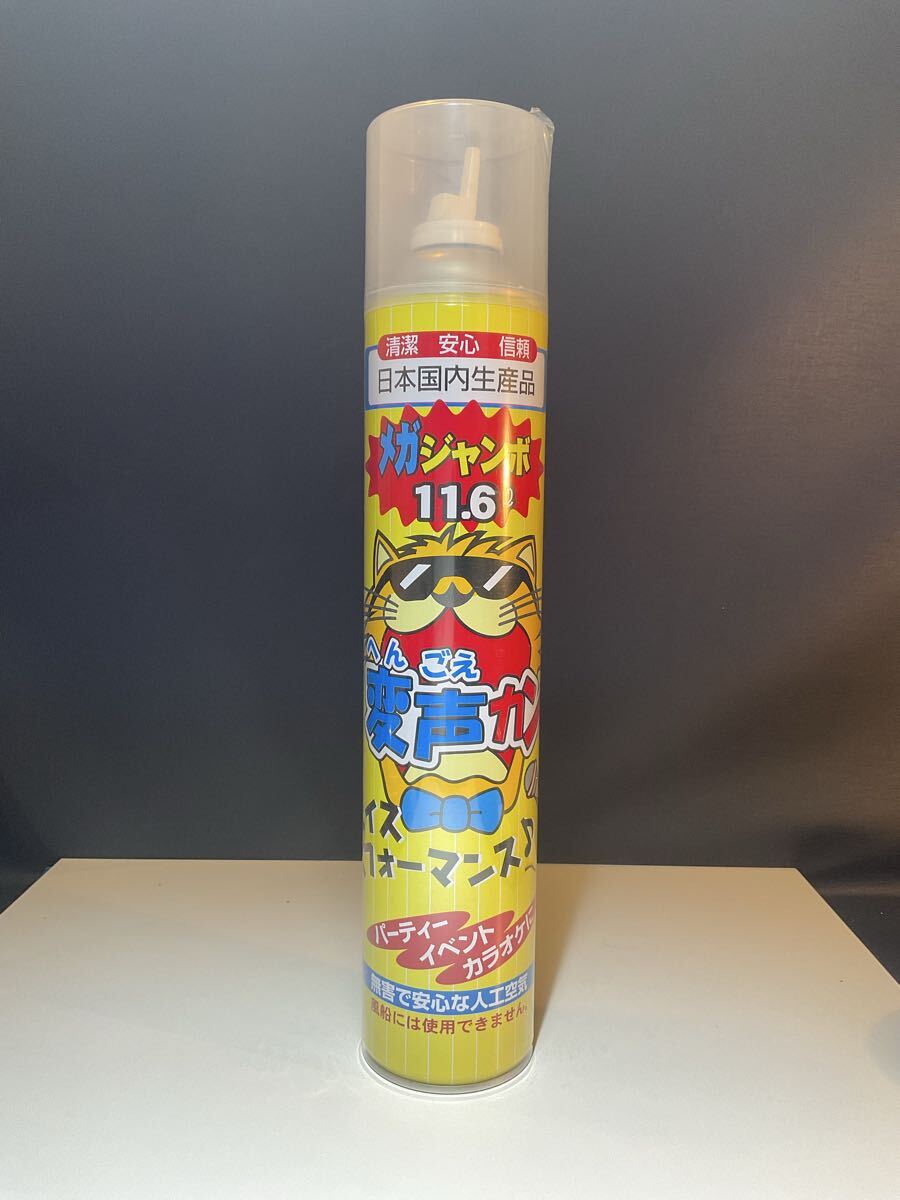 清潔 安心 信頼
日本国内生産品
メガジャンボ
11.6ℓ
へん ごえ
変声カン
イス
フォーマンス♪
パーティー
イベント
カラオケに
無害で安心な人工空気
風船には使用できません。